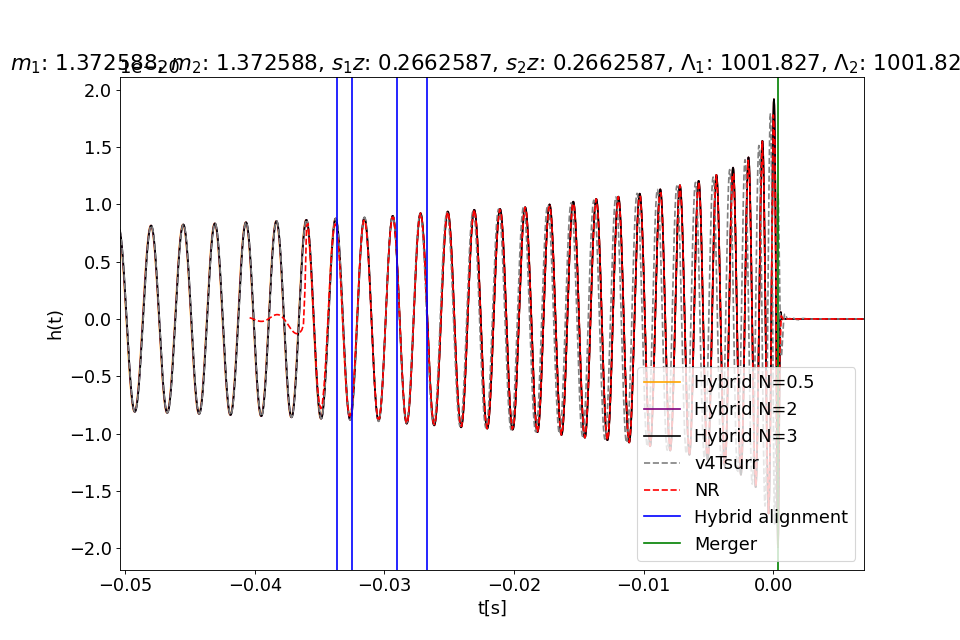 m₁: 1.372588, m₂: 1.372588, s₁z: 0.2662587, s₂z: 0.2662587, Λ₁: 1001.827, Λ₂: 1001.82
1e−20
2.0
1.5
1.0
0.5
0.0
−0.5
−1.0
−1.5
−2.0
h(t)
Hybrid N=0.5
Hybrid N=2
Hybrid N=3
v4Tsurr
NR
Hybrid alignment
Merger
−0.05 −0.04 −0.03 −0.02 −0.01 0.00
t[s]